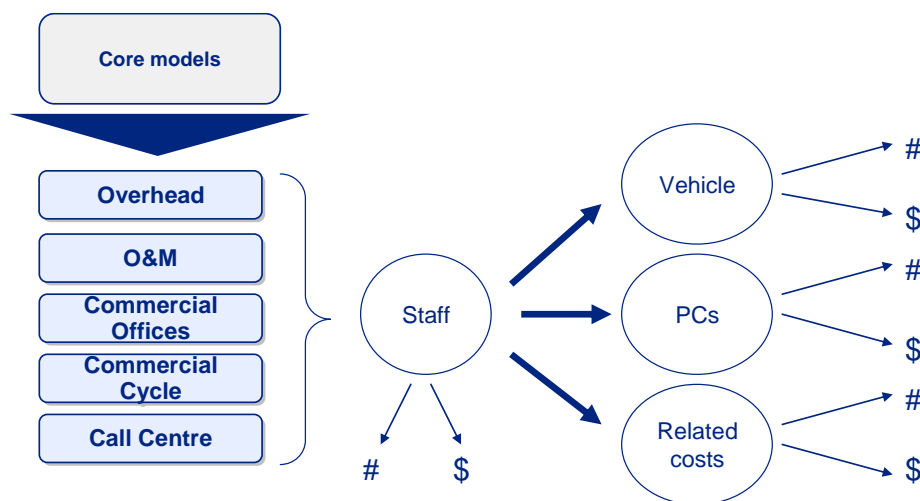 Core models
Overhead
O&M
Commercial
Offices
Commercial
Cycle
Call Centre
Staff
#
$
Vehicle
#
$
PCs
#
$
Related
costs
#
$